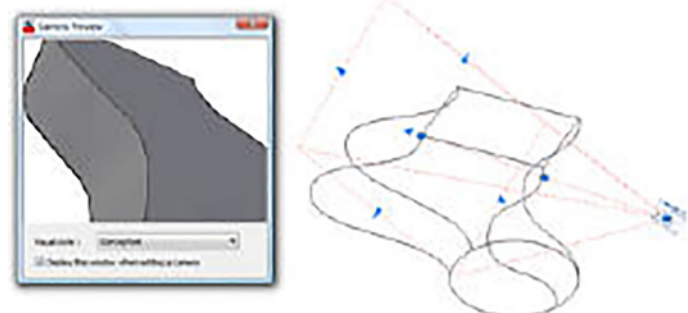 Camera Preview
Visual style :
Conceptual
Display this window when editing a camera